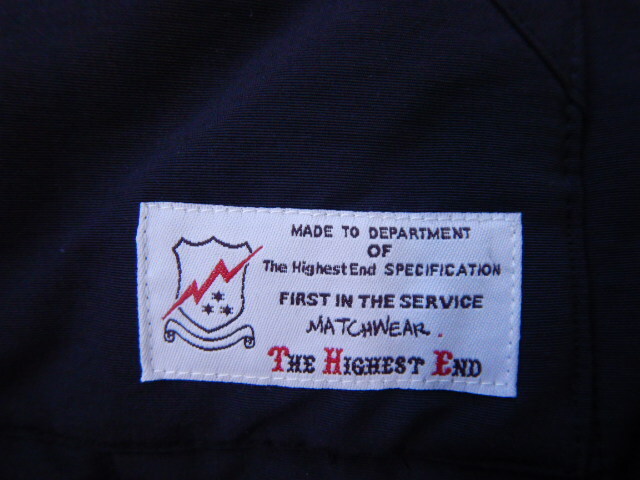 MADE TO DEPARTMENT
OF
The HighestEnd SPECIFICATION
FIRST IN THE SERVICE
MATCHWEAR.
THE HIGHEST END